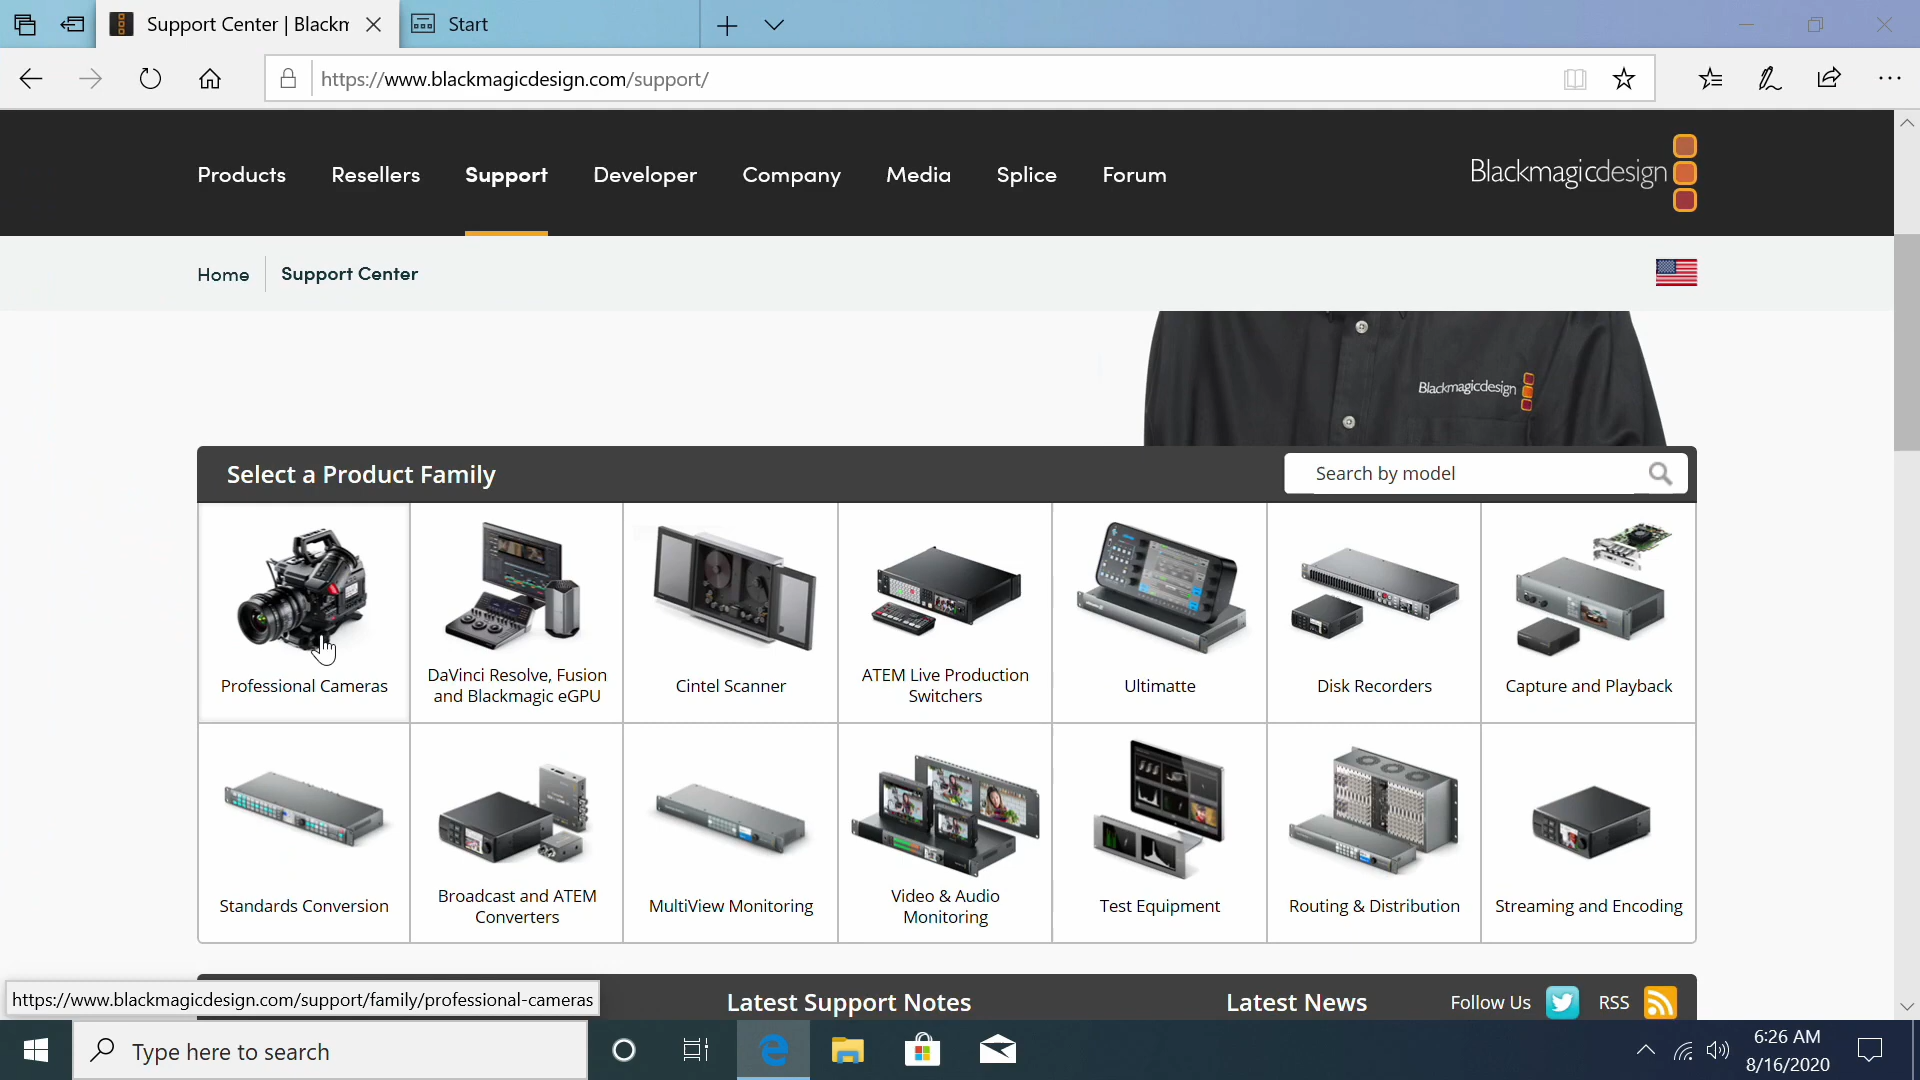 Support Center | Blackm
Start
https://www.blackmagicdesign.com/support/
Products Resellers Support Developer Company Media Splice Forum
Blackmagicdesign
Home Support Center
Blackmagicdesign
Select a Product Family
Search by model
Professional Cameras
DaVinci Resolve, Fusion
and Blackmagic eGPU
Cintel Scanner
ATEM Live Production
Switchers
Ultimatte
Disk Recorders
Capture and Playback
Standards Conversion
Broadcast and ATEM
Converters
MultiView Monitoring
Video & Audio
Monitoring
Test Equipment
Routing & Distribution
Streaming and Encoding
https://www.blackmagicdesign.com/support/family/professional-cameras
Latest Support Notes
Latest News
Follow Us
RSS
Type here to search
6:26 AM
8/16/2020